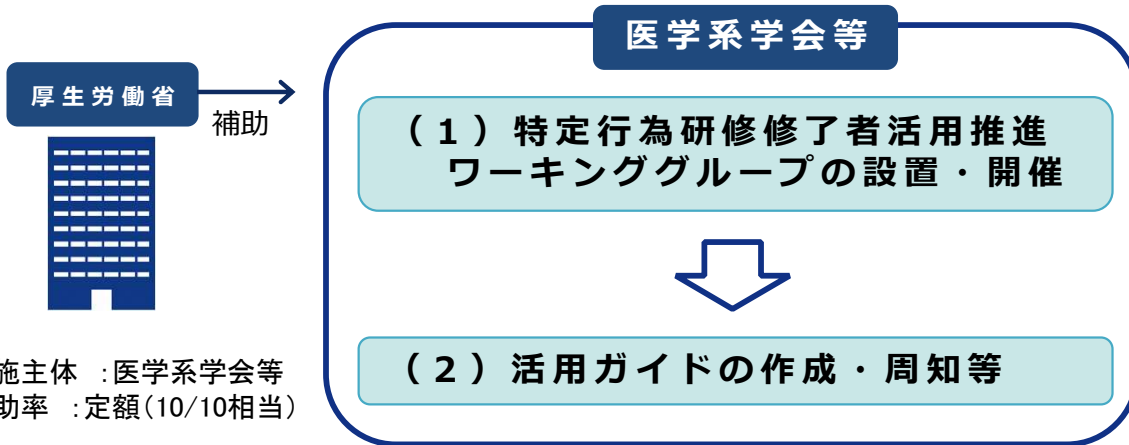 医学系学会等
厚生労働省
補助
（１）特定行為研修修了者活用推進
ワーキンググループの設置・開催
（２）活用ガイドの作成・周知等
施主体 ：医学系学会等
助率 ：定額（10/10相当）